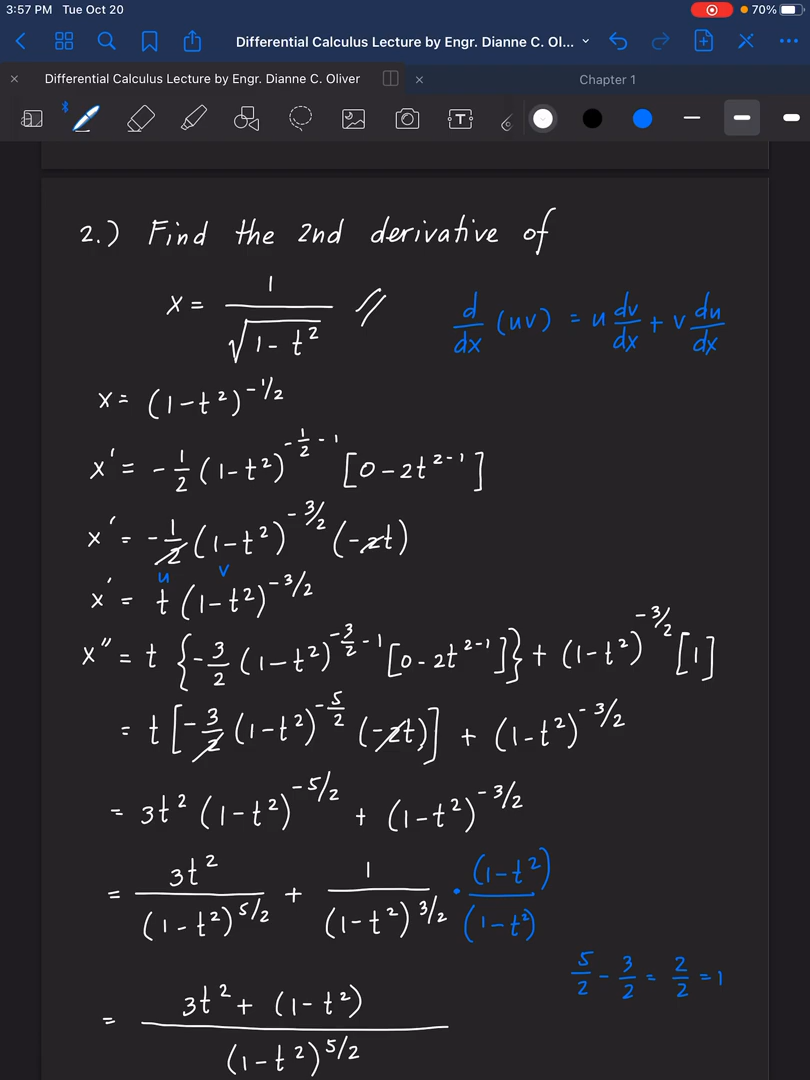 3:57 PM Tue Oct 20 70%
Differential Calculus Lecture by Engr. Dianne C. Ol...
Differential Calculus Lecture by Engr. Dianne C. Oliver Chapter 1
T
2.) Find the 2nd derivative of
x = 1/√(1 - t²) //
d/dx (uv) = u dv/dx + v du/dx
x = (1-t²)^(-1/2)
x' = -1/2 (1-t²)^(-1/2 - 1) [0-2t^(2-1)]
x' = -1/2 (1-t²)^(-3/2) (-2t)
u v
x' = t (1-t²)^(-3/2)
x'' = t {-3/2 (1-t²)^(-3/2 - 1) [0-2t^(2-1)]} + (1-t²)^(-3/2) [1]
= t [-3/2 (1-t²)^(-5/2) (-2t)] + (1-t²)^(-3/2)
= 3t² (1-t²)^(-5/2) + (1-t²)^(-3/2)
= 3t²/(1-t²)^(5/2) + 1/(1-t²)^(3/2) · (1-t²)/(1-t²)
5/2 - 3/2 = 2/2 = 1
= (3t² + (1-t²))/(1-t²)^(5/2)